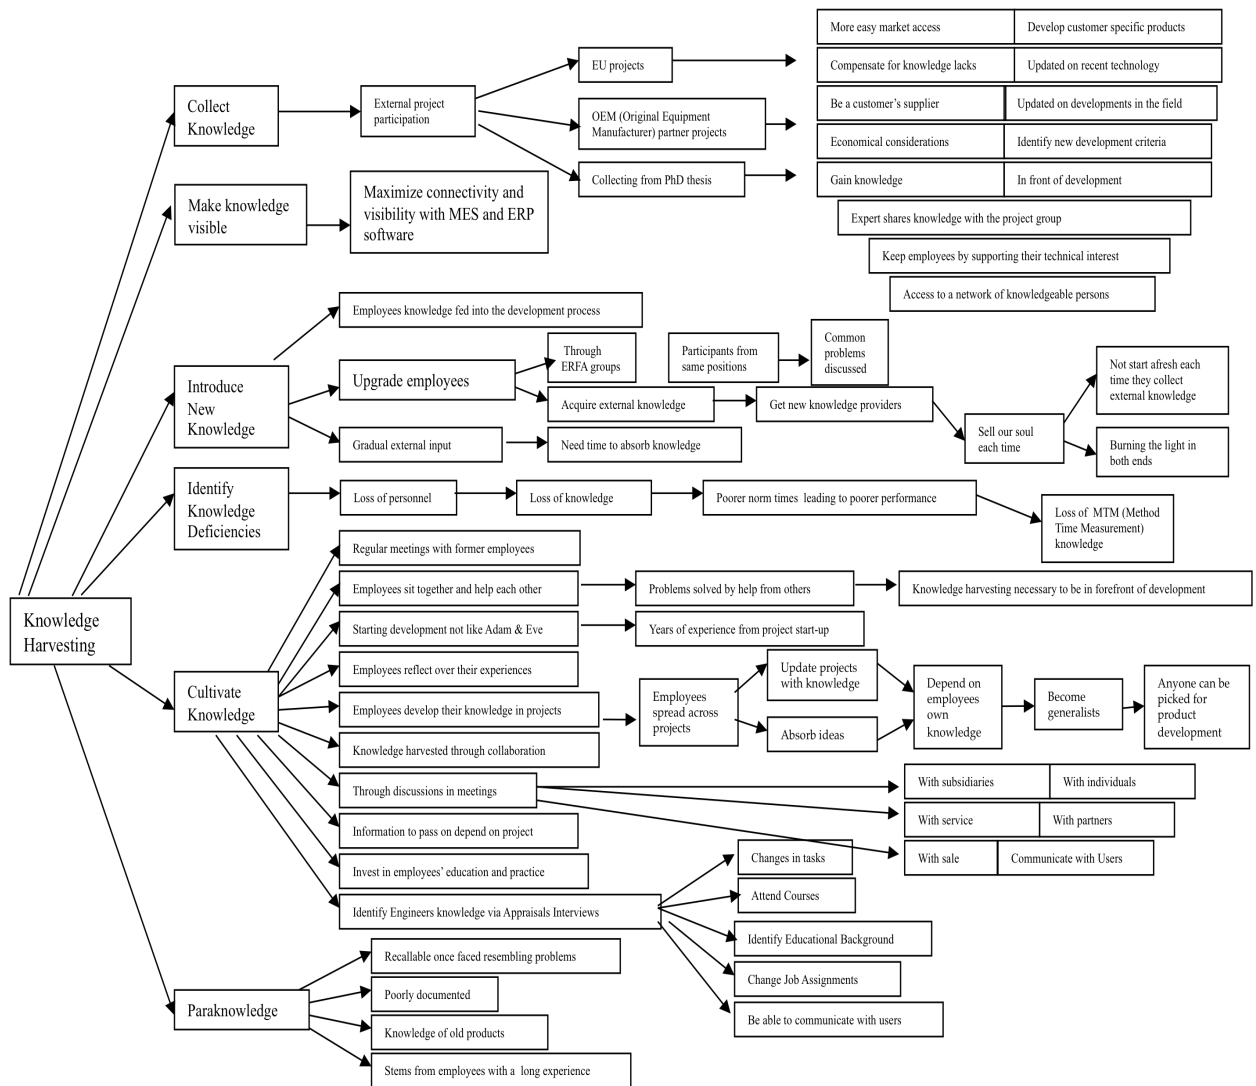 More easy market access
Develop customer specific products
EU projects
Compensate for knowledge lacks
Updated on recent technology
Collect
Knowledge
External project
participation
OEM (Original Equipment
Manufacturer) partner projects
Be a customer's supplier
Updated on developments in the field
Economical considerations
Identify new development criteria
Collecting from PhD thesis
Gain knowledge
In front of development
Make knowledge
visible
Maximize connectivity and
visibility with MES and ERP
software
Expert shares knowledge with the project group
Keep employees by supporting their technical interest
Access to a network of knowledgeable persons
Employees knowledge fed into the development process
Introduce
New
Knowledge
Upgrade employees
Through
ERFA groups
Participants from
same positions
Common
problems
discussed
Acquire external knowledge
Get new knowledge providers
Sell our soul
each time
Not start afresh each
time they collect
external knowledge
Burning the light in
both ends
Gradual external input
Need time to absorb knowledge
Identify
Knowledge
Deficiencies
Loss of personnel
Loss of knowledge
Poorer norm times leading to poorer performance
Loss of MTM (Method
Time Measurement)
knowledge
Knowledge
Harvesting
Cultivate
Knowledge
Regular meetings with former employees
Employees sit together and help each other
Problems solved by help from others
Knowledge harvesting necessary to be in forefront of development
Starting development not like Adam & Eve
Years of experience from project start-up
Employees reflect over their experiences
Employees develop their knowledge in projects
Employees
spread across
projects
Update projects
with knowledge
Absorb ideas
Depend on
employees
own
knowledge
Become
generalists
Anyone can be
picked for
product
development
Knowledge harvested through collaboration
Through discussions in meetings
With subsidiaries
With individuals
With service
With partners
With sale
Communicate with Users
Information to pass on depend on project
Invest in employees' education and practice
Identify Engineers knowledge via Appraisals Interviews
Changes in tasks
Attend Courses
Identify Educational Background
Change Job Assignments
Be able to communicate with users
Paraknowledge
Recallable once faced resembling problems
Poorly documented
Knowledge of old products
Stems from employees with a long experience